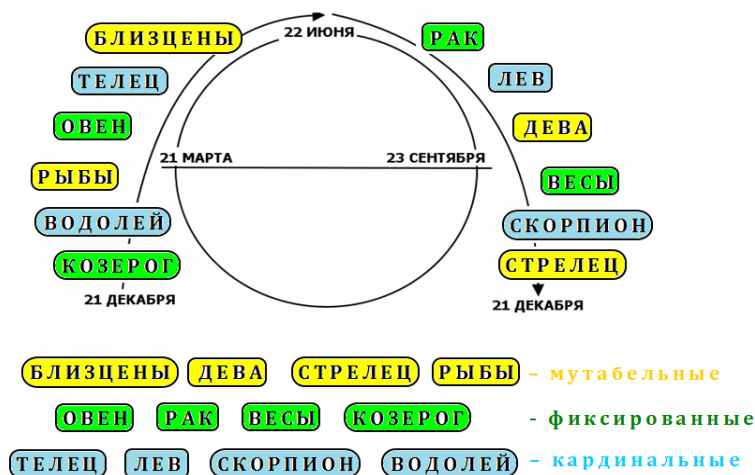 БЛИЗЦЕНЫ
22 ИЮНЯ
РАК
ТЕЛЕЦ
ЛЕВ
ОВЕН
ДЕВА
21 МАРТА
23 СЕНТЯБРЯ
РЫБЫ
ВЕСЫ
ВОДОЛЕЙ
СКОРПИОН
КОЗЕРОГ
СТРЕЛЕЦ
21 ДЕКАБРЯ
21 ДЕКАБРЯ
БЛИЗЦЕНЫ ДЕВА СТРЕЛЕЦ РЫБЫ – мутабельные
ОВЕН РАК ВЕСЫ КОЗЕРОГ - фиксированные
ТЕЛЕЦ ЛЕВ СКОРПИОН ВОДОЛЕЙ – кардинальные